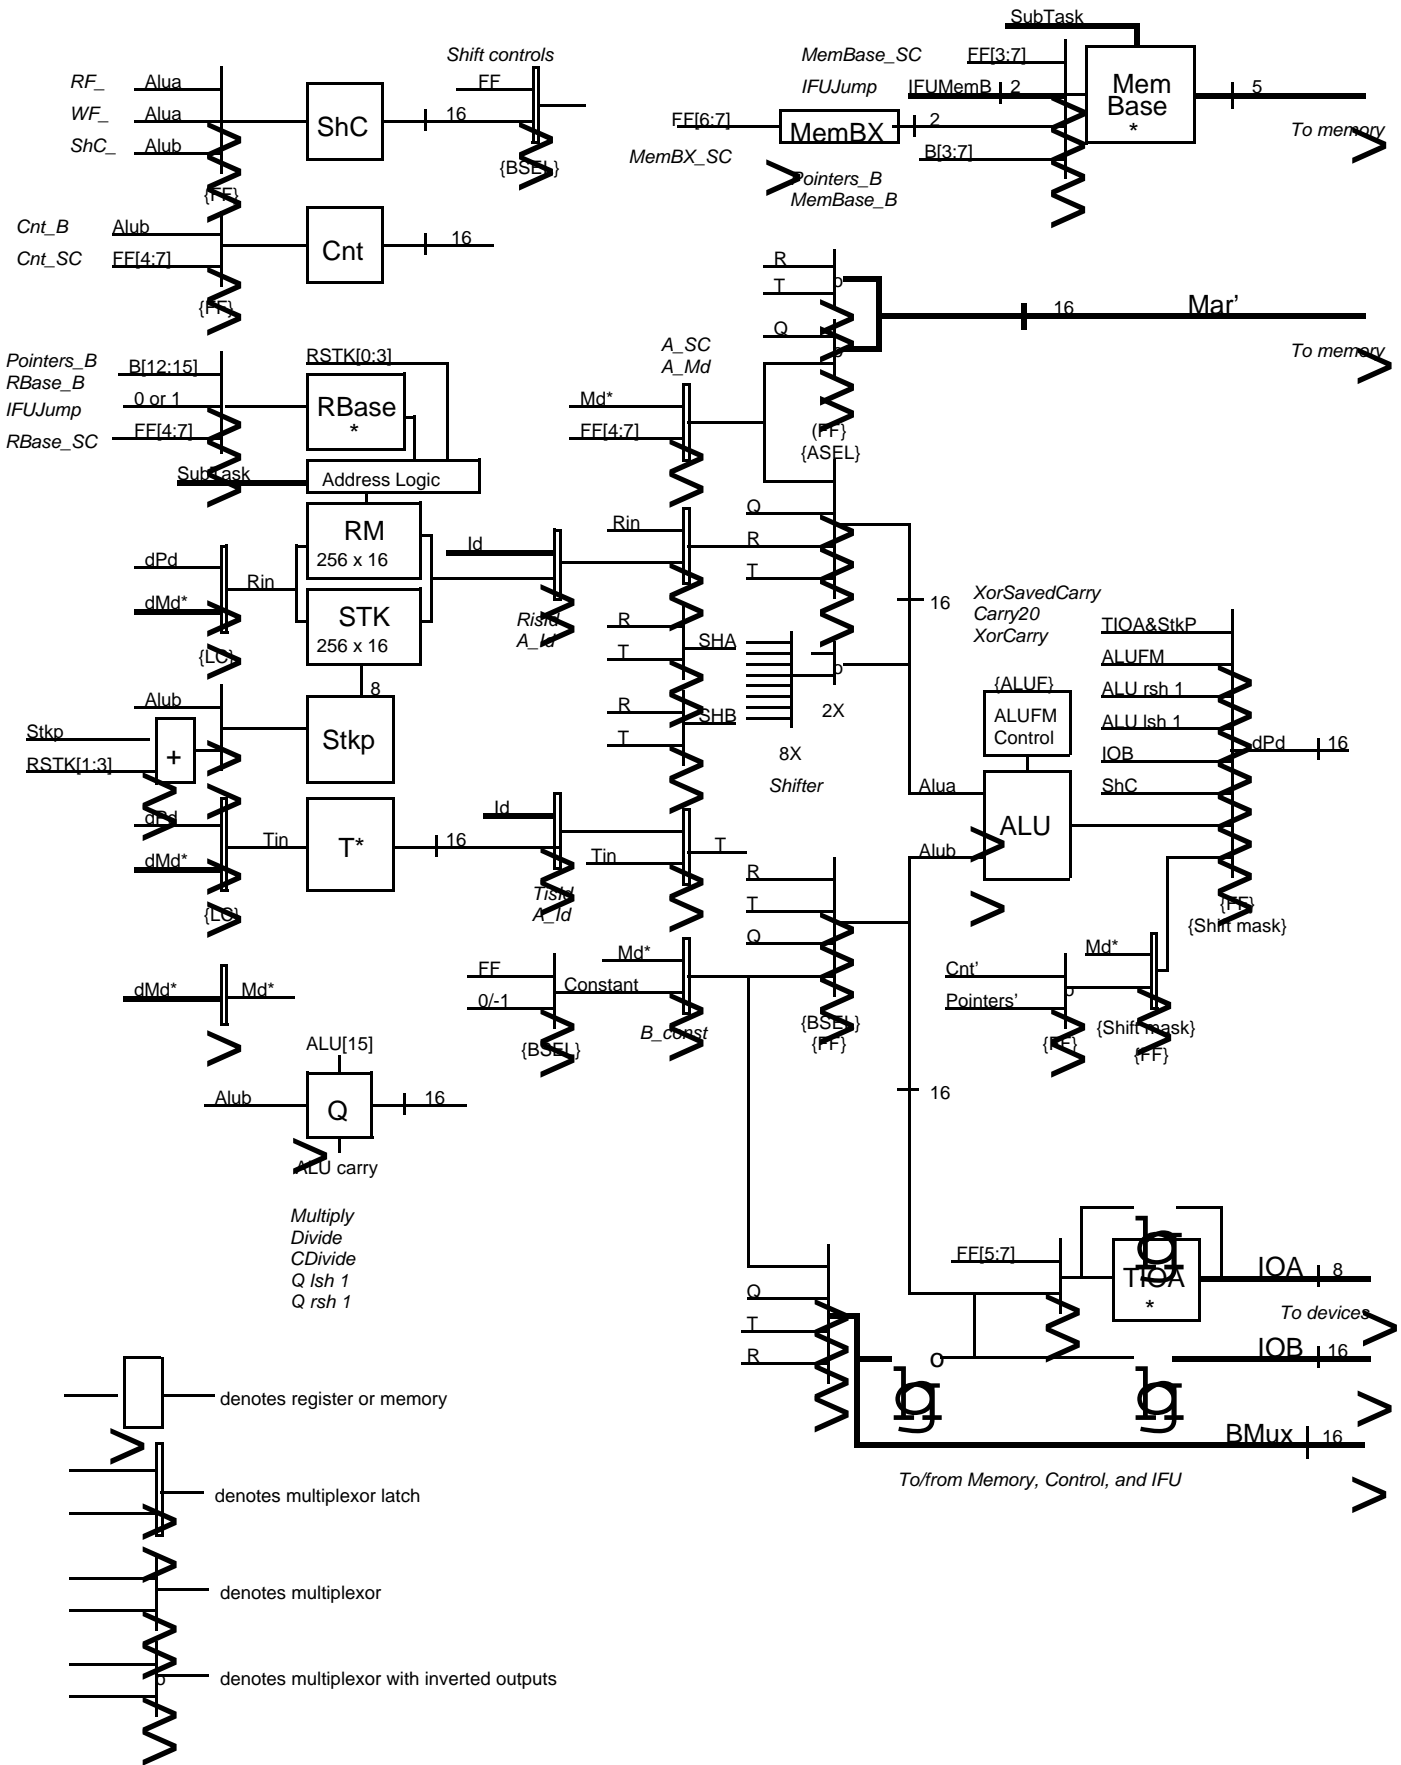 SubTask
Shift controls
MemBase_SC
FF[3:7]
RF_
Alua
FF
IFUJump
IFUMemB
2
Mem
Base
*
5
WF_
Alua
ShC
16
FF[6:7]
MemBX
2
To memory
ShC_
Alub
{BSEL}
MemBX_SC
B[3:7]
{FF}
Pointers_B
MemBase_B
Cnt_B
Alub
Cnt
16
Cnt_SC
FF[4:7]
{FF}
R
o
T
16
Mar'
Q
o
To memory
A_SC
A_Md
Pointers_B
RBase_B
B[12:15]
RSTK[0:3]
IFUJump
0 or 1
RBase
*
Md*
RBase_SC
FF[4:7]
FF[4:7]
{FF}
{ASEL}
SubTask
Address Logic
Q
RM
256 x 16
Rin
R
Id
T
dPd
Rin
dMd*
STK
256 x 16
RisId
A_Id
R
SHA
T
{LC}
16
XorSavedCarry
Carry20
XorCarry
TIOA&StkP
ALUFM
o
8
Alub
R
SHB
T
2X
8X
Shifter
{ALUF}
ALUFM
Control
ALU rsh 1
ALU lsh 1
dPd
16
IOB
ShC
Stkp
RSTK[1:3]
+
Stkp
Alua
ALU
Alub
dPd
Tin
T*
16
dMd*
{LC}
Id
Tin
T
TisId
A_Id
R
T
Q
{FF}
{Shift mask}
dMd*
Md*
FF
0/-1
Constant
Md*
{BSEL}
B_const
{BSEL}
{FF}
Md*
Cnt'
Pointers'
o
{Shift mask}
{FF}
{FF}
ALU[15]
Alub
Q
16
ALU carry
16
Multiply
Divide
CDivide
Q lsh 1
Q rsh 1
FF[5:7]
TIOA
*
IOA
8
To devices
Q
T
R
o
IOB
16
BMux
16
To/from Memory, Control, and IFU
denotes register or memory
denotes multiplexor latch
denotes multiplexor
o
denotes multiplexor with inverted outputs